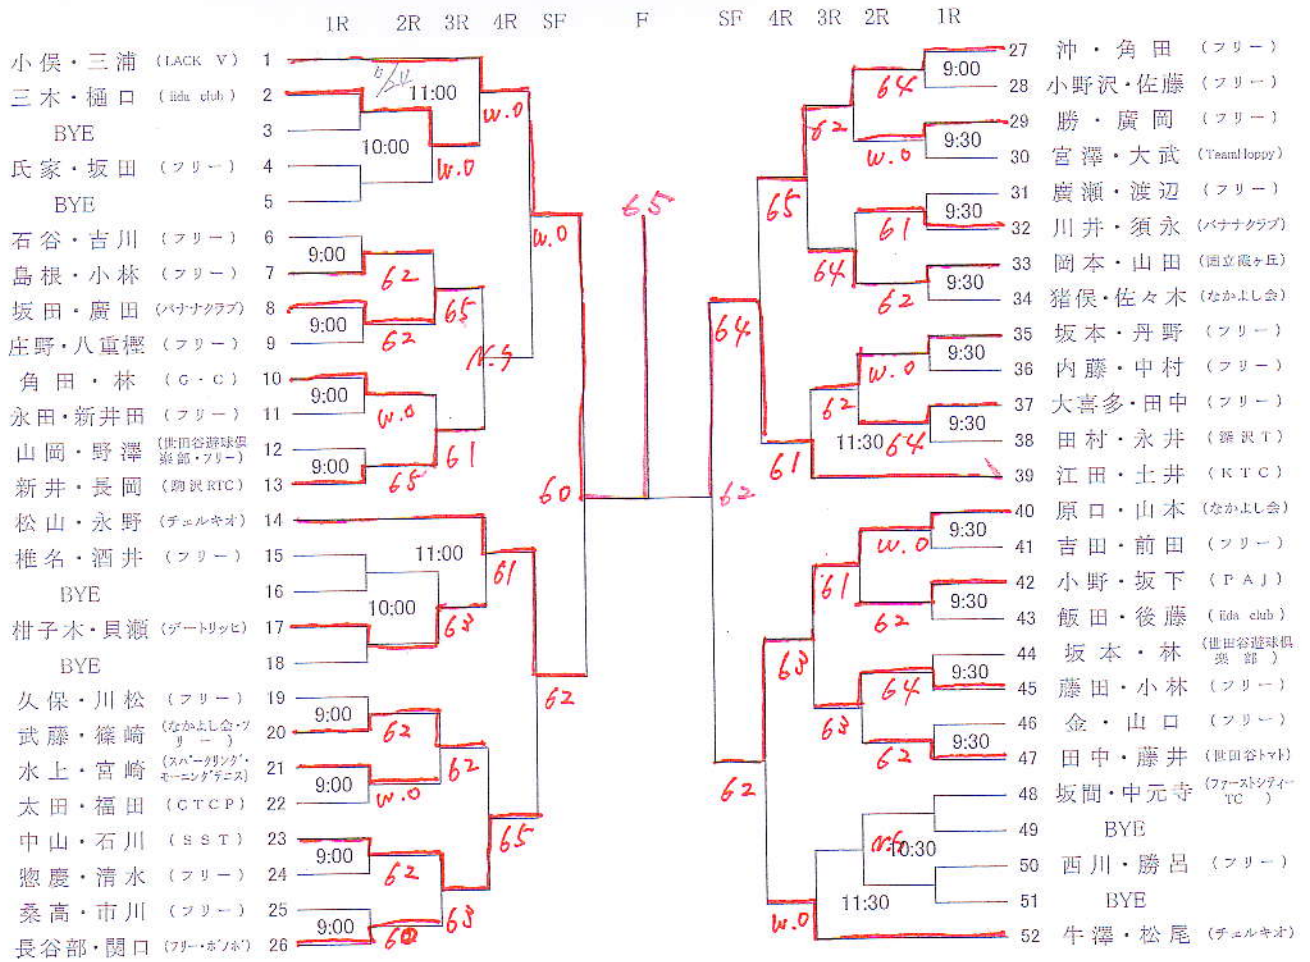 1R 2R 3R 4R SF F SF 4R 3R 2R 1R
小俣・三浦 (LACK V) 1
三木・樋口 (iida club) 2
BYE 3
氏家・坂田 (フリー) 4
BYE 5
石谷・吉川 (フリー) 6
島根・小林 (フリー) 7
坂田・廣田 (バナナクラブ) 8
庄野・八重樫 (フリー) 9
角田・林 (G・C) 10
永田・新井田 (フリー) 11
山岡・野澤 (世田谷遊球倶楽部・フリー) 12
新井・長岡 (駒沢RTC) 13
松山・永野 (チェルキオ) 14
椎名・酒井 (フリー) 15
BYE 16
柑子木・貝瀬 (デートリッヒ) 17
BYE 18
久保・川松 (フリー) 19
武藤・篠崎 (なかよし会・フリー) 20
水上・宮崎 (スパークリング・モーニングテニス) 21
太田・福田 (CTCP) 22
中山・石川 (SST) 23
惣慶・清水 (フリー) 24
桑高・市川 (フリー) 25
長谷部・関口 (フリー・ボノボ) 26
11:00
10:00
9:00
9:00
9:00
9:00
11:00
10:00
9:00
9:00
9:00
9:00
w.o
w.o
w.o
62
65
62
N.S
w.o
61
65
60
61
63
62
62
62
w.o
65
62
63
65
27 沖・角田 (フリー)
28 小野沢・佐藤 (フリー)
29 勝・廣岡 (フリー)
30 宮澤・大武 (TeamHoppy)
31 廣瀬・渡辺 (フリー)
32 川井・須永 (バナナクラブ)
33 岡本・山田 (国立霞ヶ丘)
34 猪俣・佐々木 (なかよし会)
35 坂本・丹野 (フリー)
36 内藤・中村 (フリー)
37 大喜多・田中 (フリー)
38 田村・永井 (深沢T)
39 江田・土井 (KTC)
40 原口・山本 (なかよし会)
41 吉田・前田 (フリー)
42 小野・坂下 (PAJ)
43 飯田・後藤 (iida club)
44 坂本・林 (世田谷遊球倶楽部)
45 藤田・小林 (フリー)
46 金・山口 (フリー)
47 田中・藤井 (世田谷トマト)
48 坂間・中元寺 (ファーストシティーTC)
49 BYE
50 西川・勝呂 (フリー)
51 BYE
52 牛澤・松尾 (チェルキオ)
9:00
9:30
9:30
9:30
9:30
9:30
11:30
9:30
9:30
9:30
9:30
10:30
11:30
64
62
w.o
65
61
64
62
64
w.o
62
64
61
62
w.o
61
62
63
64
63
62
62
N.S
w.o